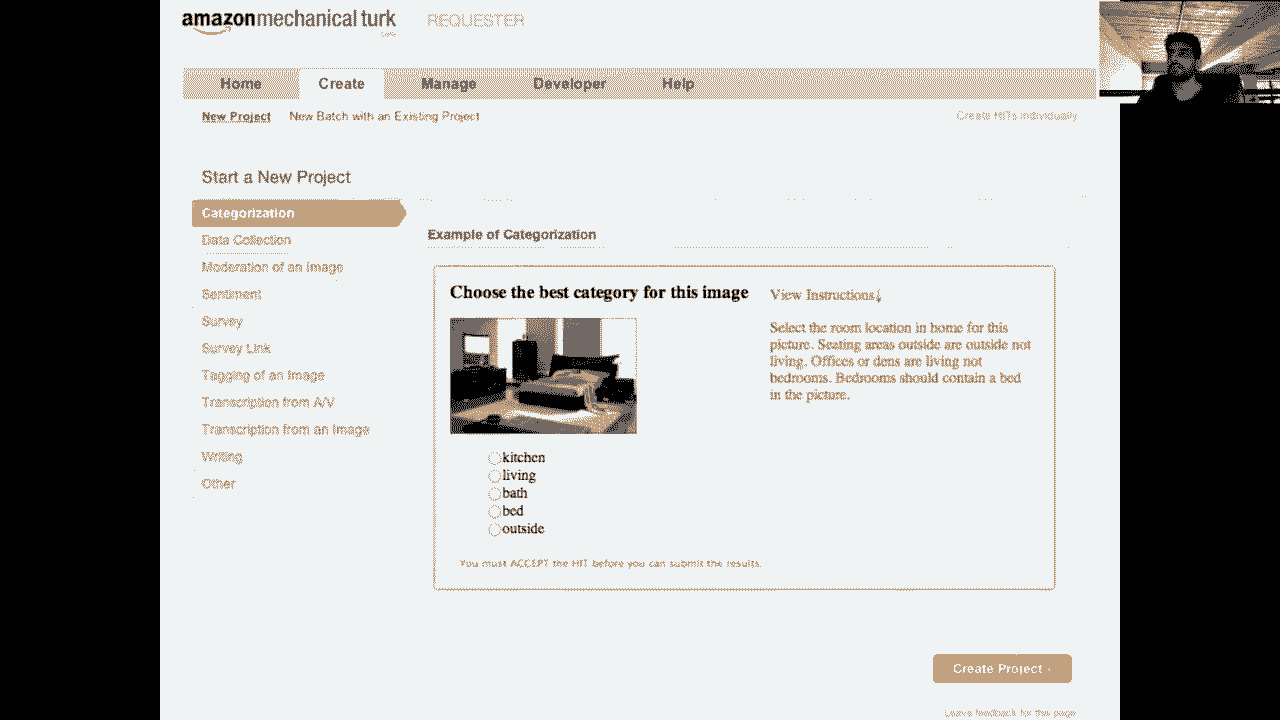 amazonmechanical turk
REQUESTER
Home Create Manage Developer Help
New Project New Batch with an Existing Project Create HITs individually
Start a New Project
Categorization
Data Collection
Moderation of an Image
Sentiment
Survey
Survey Link
Tagging of an Image
Transcription from A/V
Transcription from an Image
Writing
Other
Example of Categorization
Choose the best category for this image
kitchen
living
bath
bed
outside
View Instructions↓
Select the room location in home for this
picture. Seating areas outside are outside not
living. Offices or dens are living not
bedrooms. Bedrooms should contain a bed
in the picture.
You must ACCEPT the HIT before you can submit the results.
Create Project
Leave feedback for this page